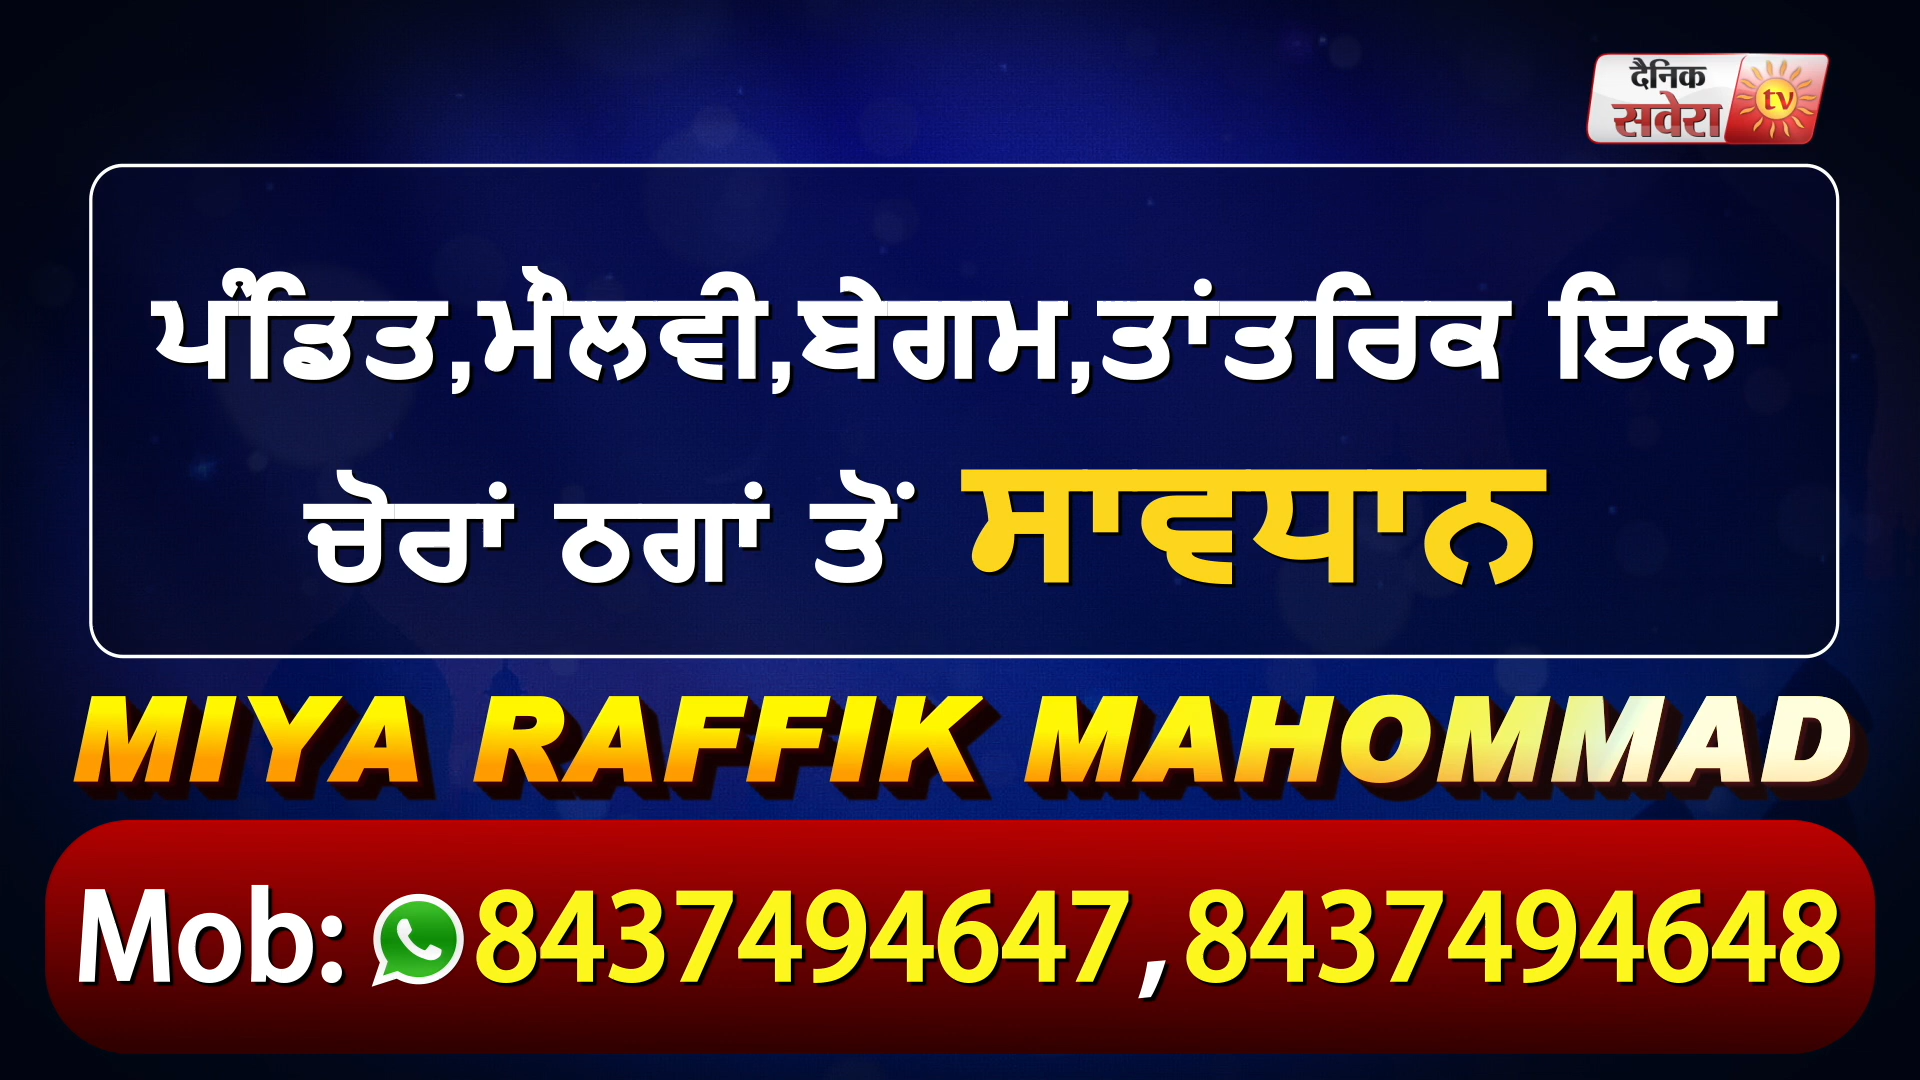 दैनिक
सवेरा tv
ਪੰਡਿਤ,ਮੌਲਵੀ,ਬੇਗਮ,ਤਾਂਤਰਿਕ ਇਨਾ
ਚੋਰਾਂ ਠਗਾਂ ਤੋਂ ਸਾਵਧਾਨ
MIYA RAFFIK MAHOMMAD
Mob: 8437494647, 8437494648